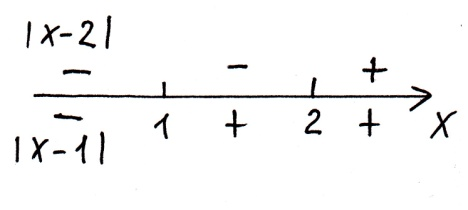 |x-2|
− − +
1 + 2 + x
−
|x-1|